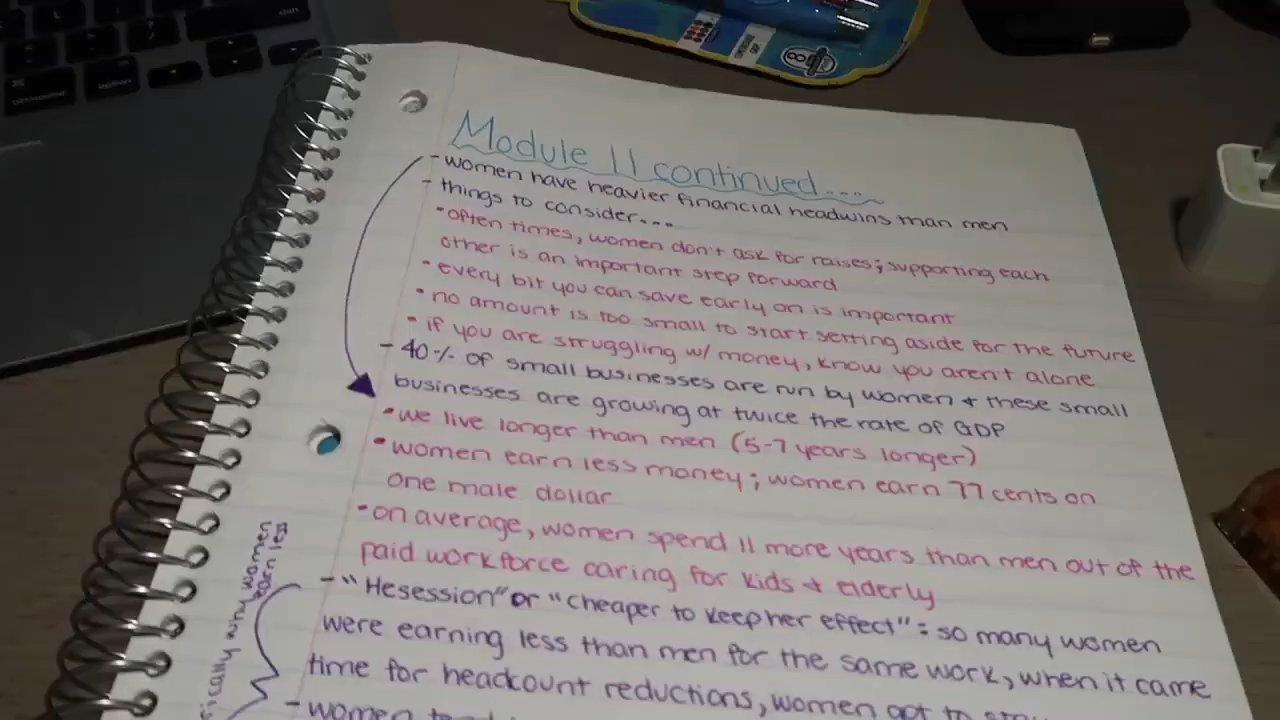 Module 11 continued....
- women have heavier financial headwins than men
- things to consider...
• often times, women don't ask for raises; supporting each
other is an important step forward
• every bit you can save early on is important
• no amount is too small to start setting aside for the future
• if you are struggling w/ money, know you aren't alone
- 40% of small businesses are run by women + these small
businesses are growing at twice the rate of GDP
• we live longer than men (5-7 years longer)
• women earn less money; women earn 77 cents on
one male dollar
• on average, women spend 11 more years than men out of the
paid workforce caring for kids + elderly
- "Hesession" or "cheaper to keep her effect": so many women
were earning less than men for the same work, when it came
time for headcount reductions, women got to stay
- women
why women
earn less